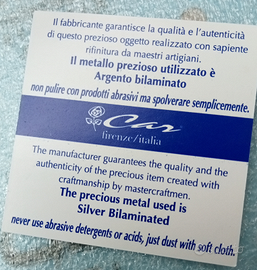 Il fabbricante garantisce la qualità e l'autenticità
di questo prezioso oggetto realizzato con sapiente
rifinitura da maestri artigiani.
Il metallo prezioso utilizzato è
Argento bilaminato
non pulire con prodotti abrasivi ma spolverare semplicemente.
Car
firenze/italia
The manufacturer guarantees the quality and the
authenticity of the precious item created with
craftmanship by mastercraftmen.
The precious metal used is
Silver Bilaminated
never use abrasive detergents or acids, just dust with soft cloth.